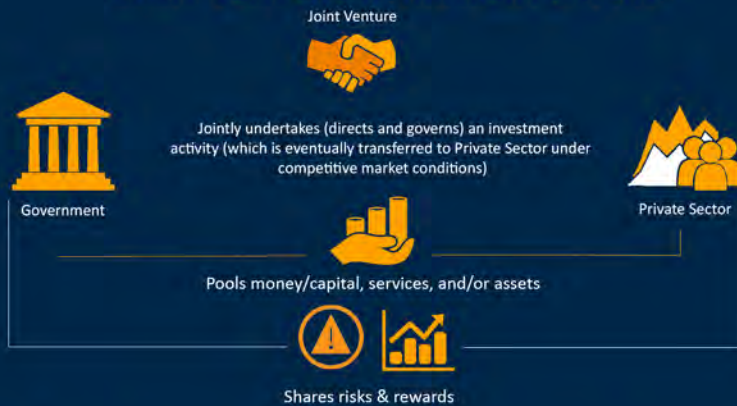 Joint Venture
Jointly undertakes (directs and governs) an investment
activity (which is eventually transferred to Private Sector under
competitive market conditions)
Government
Private Sector
Pools money/capital, services, and/or assets
Shares risks & rewards